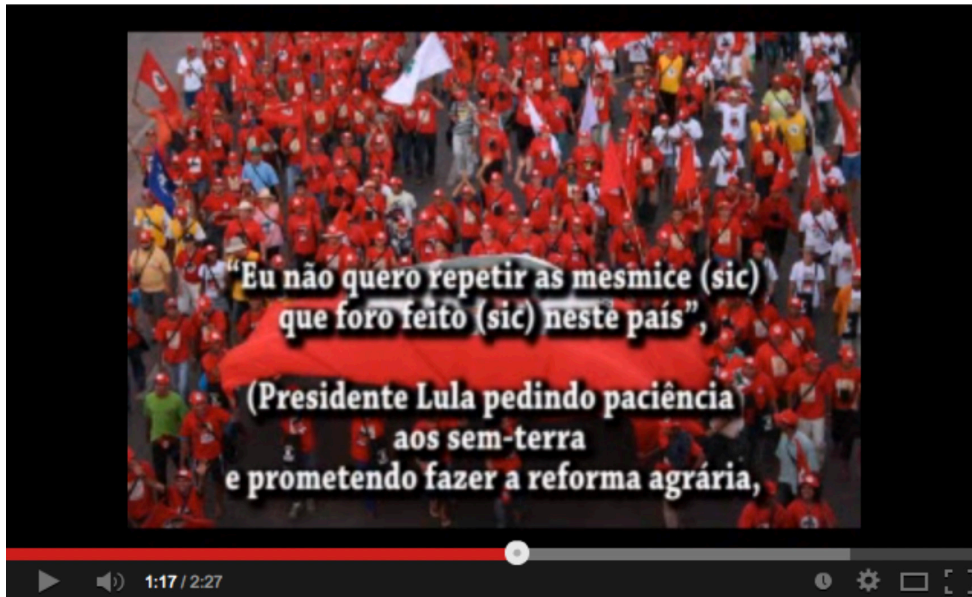 “Eu não quero repetir as mesmice (sic)
que foro feito (sic) neste país”,
(Presidente Lula pedindo paciência
aos sem-terra
e prometendo fazer a reforma agrária,
1:17 / 2:27